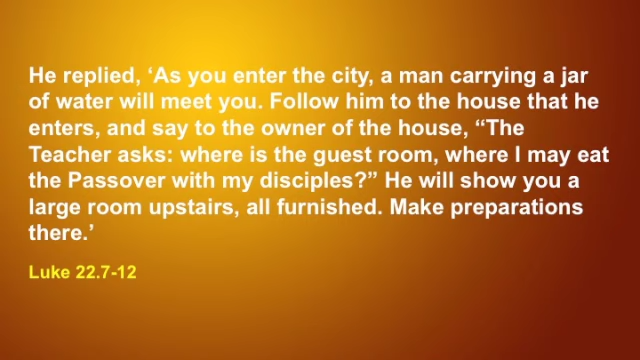 He replied, ‘As you enter the city, a man carrying a jar
of water will meet you. Follow him to the house that he
enters, and say to the owner of the house, “The
Teacher asks: where is the guest room, where I may eat
the Passover with my disciples?” He will show you a
large room upstairs, all furnished. Make preparations
there.’
Luke 22.7-12